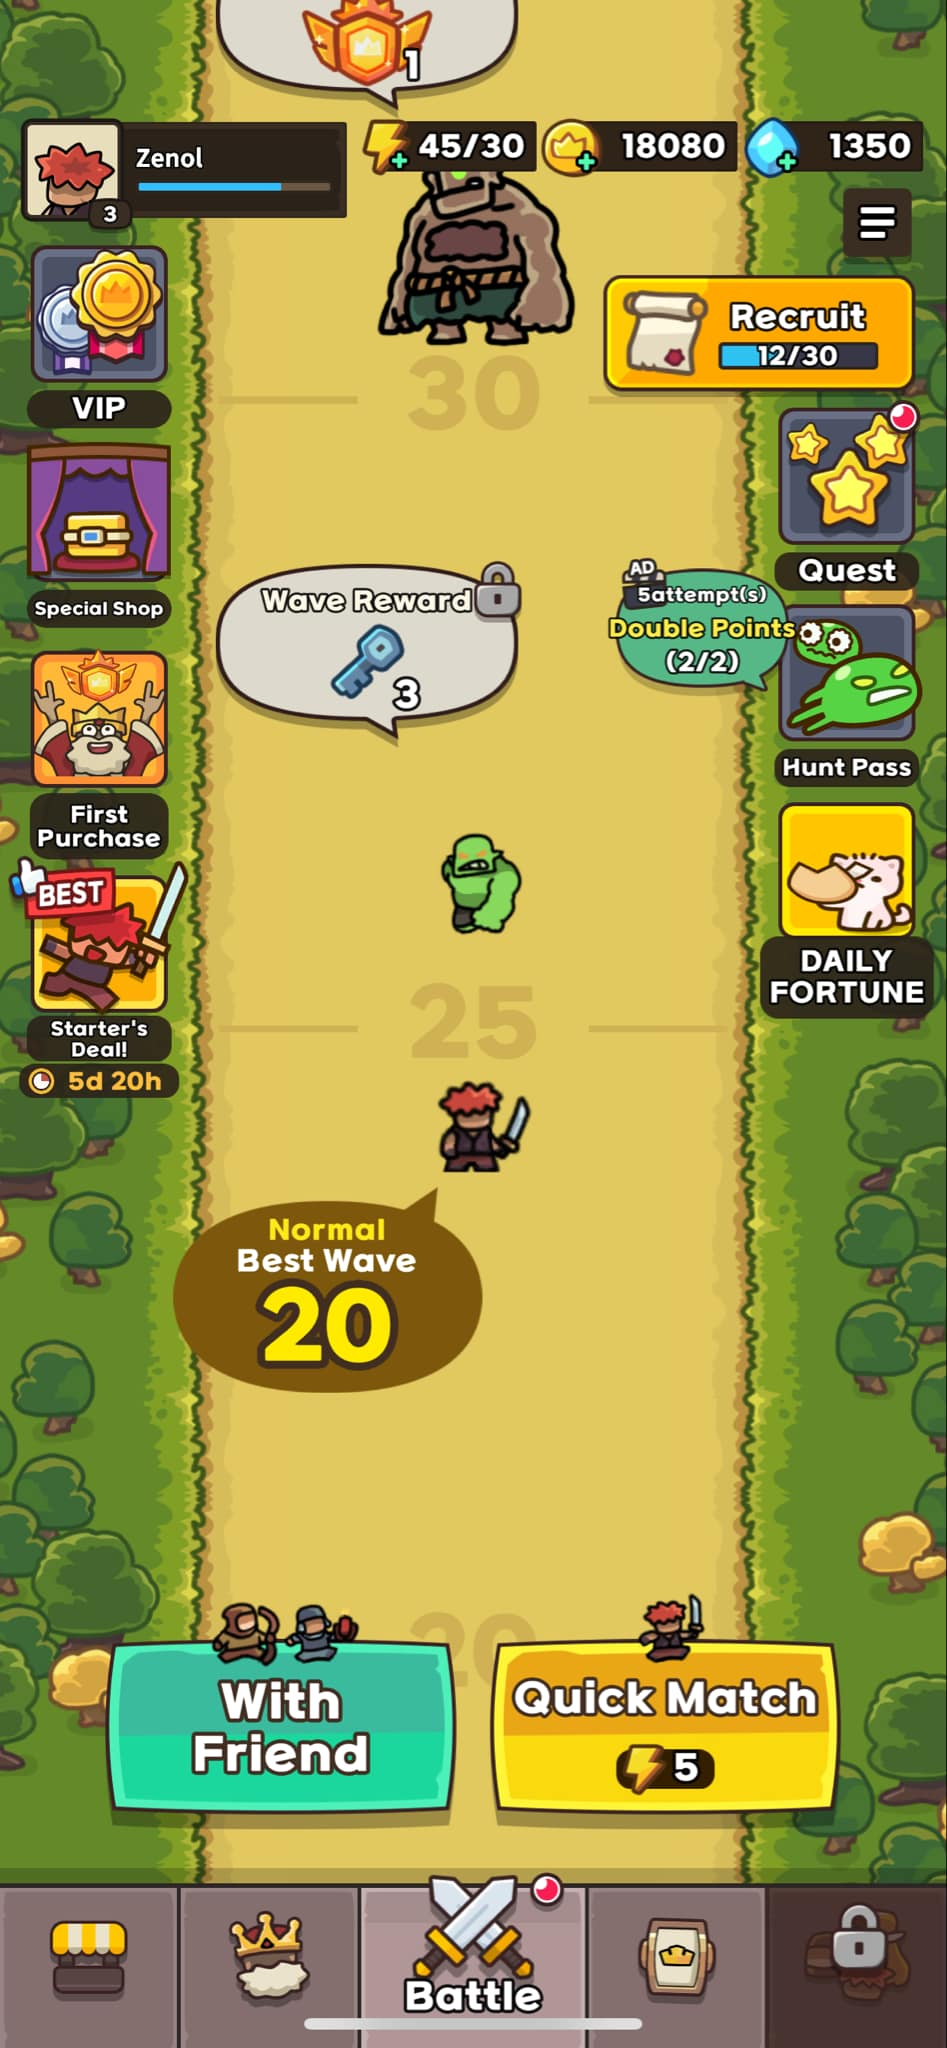 1
45/30
18080
1350
Zenol
3
Recruit
12/30
VIP
30
Quest
Special Shop
Wave Reward
3
AD
5attempt(s)
Double Points
(2/2)
Hunt Pass
First
Purchase
BEST
DAILY
FORTUNE
25
Starter's
Deal!
5d 20h
Normal
Best Wave
20
20
With
Friend
Quick Match
5
Battle